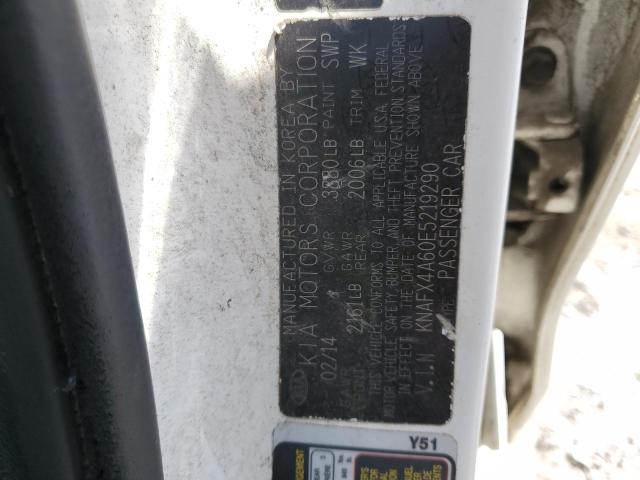 MANUFACTURED IN KOREA BY
KIA MOTORS CORPORATION
02/14 GVWR 3880LB PAINT SWP
GAWR FRONT 2161LB GAWR REAR 2006LB TRIM WK
THIS VEHICLE CONFORMS TO ALL APPLICABLE U.S.A. FEDERAL
MOTOR VEHICLE SAFETY, BUMPER, AND THEFT PREVENTION STANDARDS
IN EFFECT ON THE DATE OF MANUFACTURE SHOWN ABOVE.
V.I.N KNAFX4A60E5219290
PASSENGER CAR
KIA
Y51